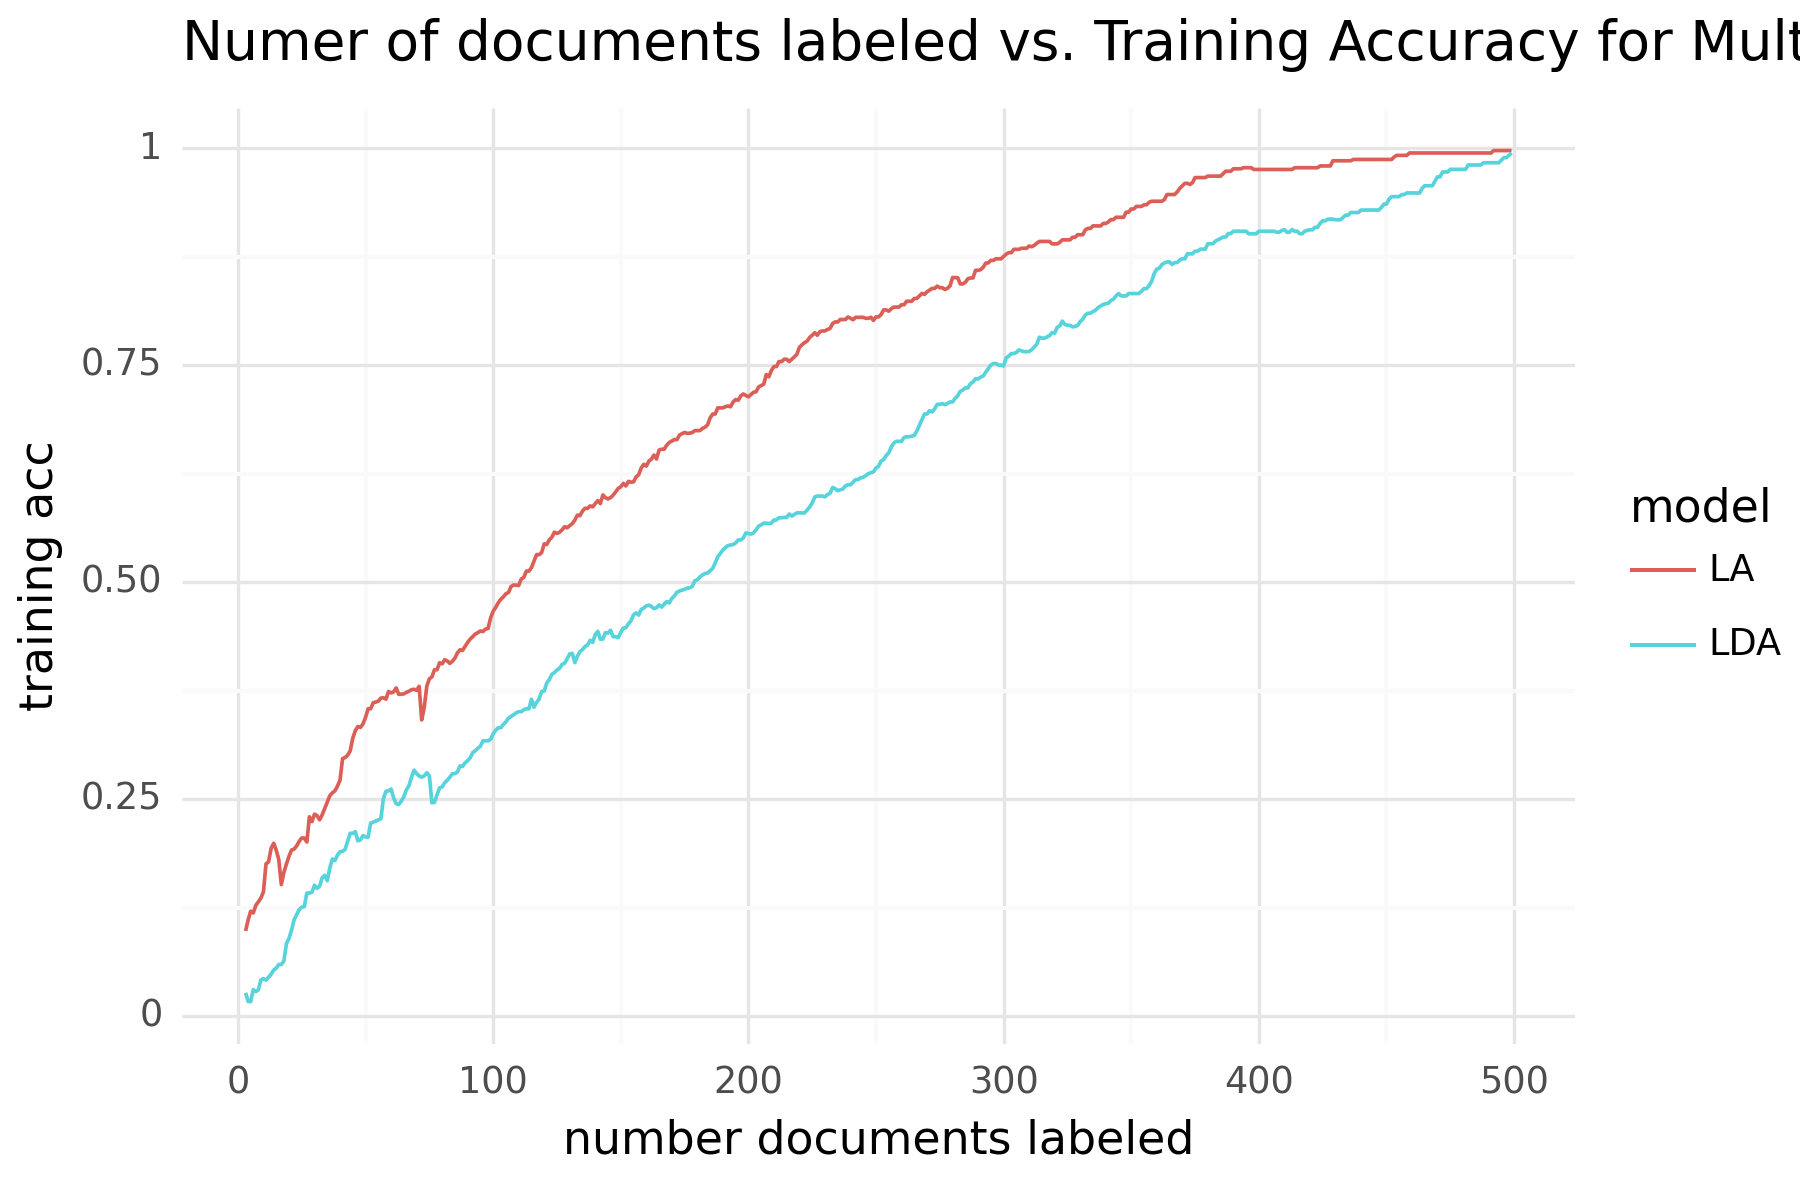 Numer of documents labeled vs. Training Accuracy for Mult
1
0.75
0.50
0.25
0
training acc
0 100 200 300 400 500
number documents labeled
model
LA
LDA